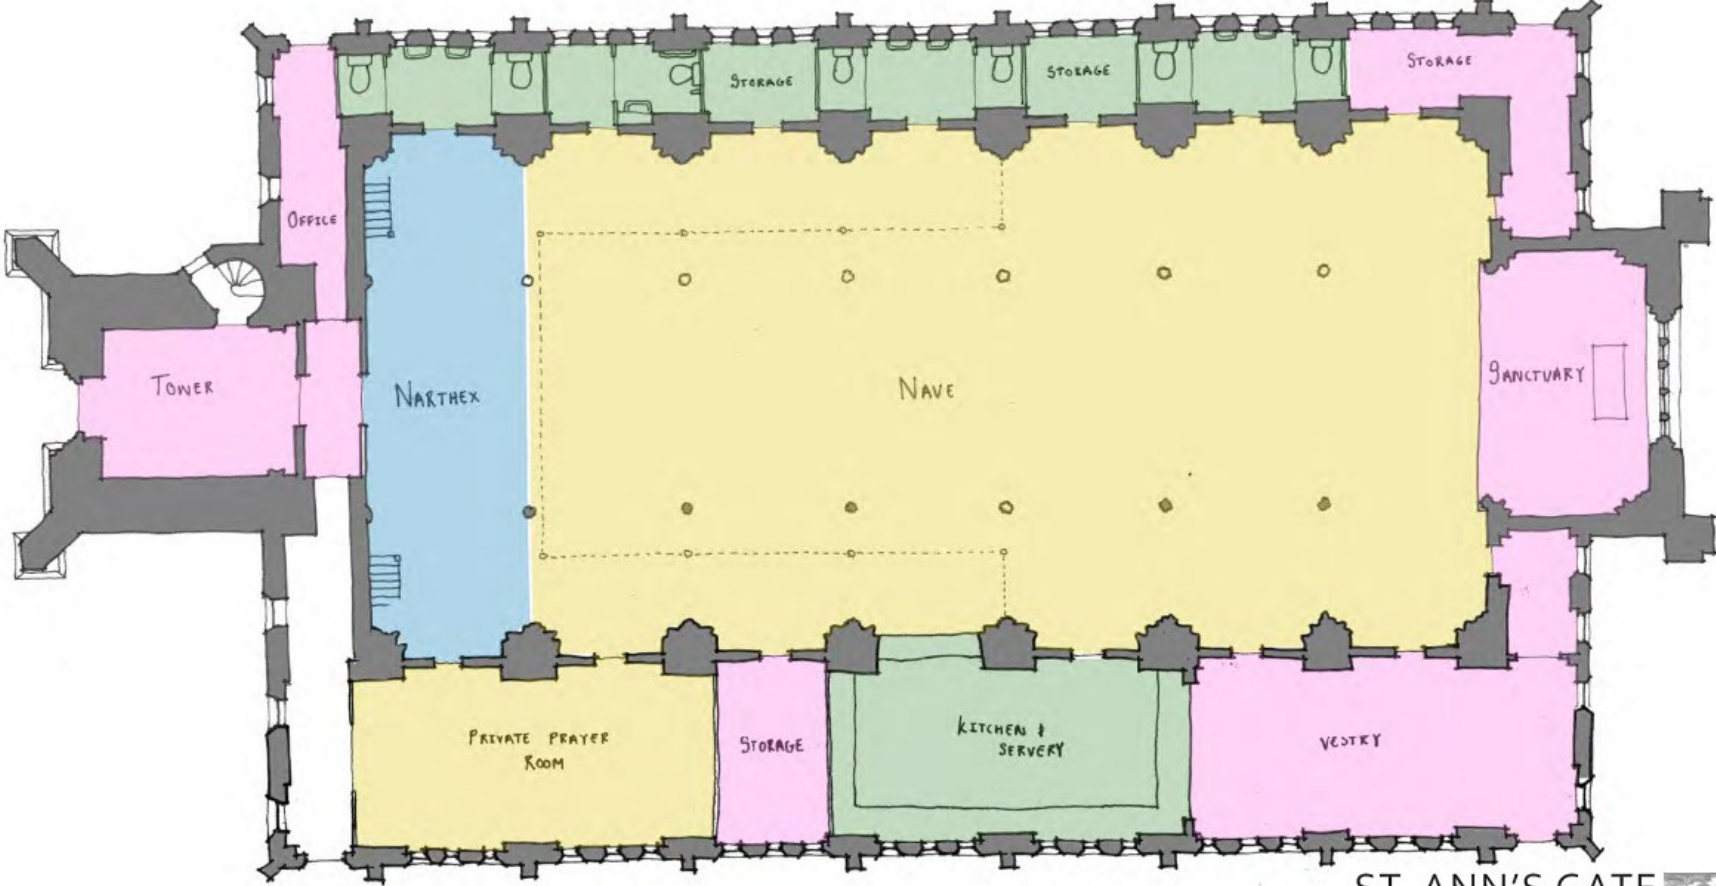 STORAGE
STORAGE
STORAGE
OFFICE
TOWER
NARTHEX
NAVE
SANCTUARY
PRIVATE PRAYER
ROOM
STORAGE
KITCHEN &
SERVERY
VESTRY
ST. ANN'S GATE